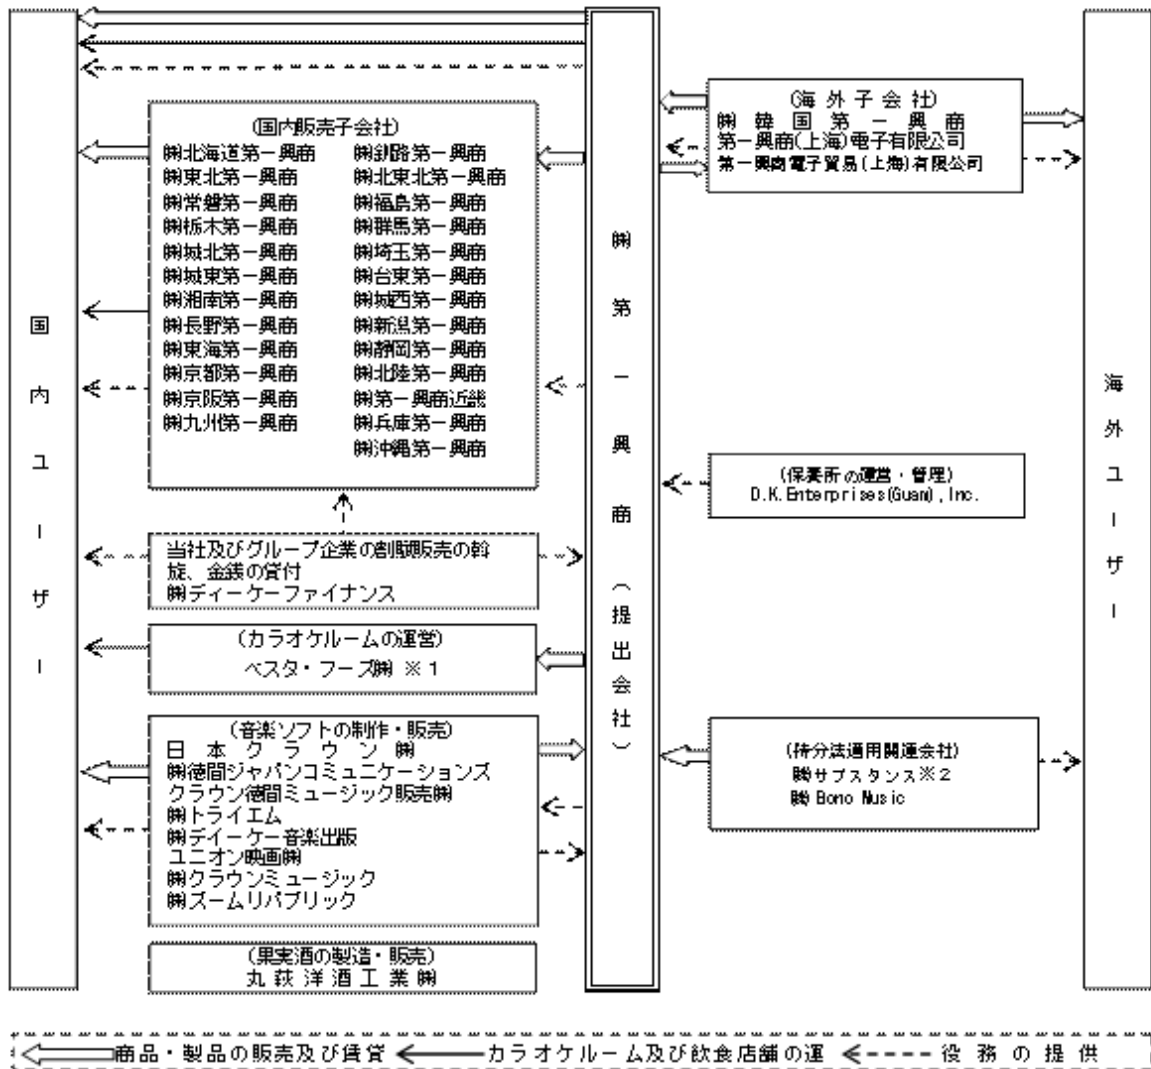 国内ユーザー
(国内販売子会社)
㈱北海道第一興商　㈱釧路第一興商
㈱東北第一興商　㈱北東北第一興商
㈱常磐第一興商　㈱福島第一興商
㈱栃木第一興商　㈱群馬第一興商
㈱城北第一興商　㈱埼玉第一興商
㈱城東第一興商　㈱台東第一興商
㈱湘南第一興商　㈱城西第一興商
㈱長野第一興商　㈱新潟第一興商
㈱東海第一興商　㈱静岡第一興商
㈱京都第一興商　㈱北陸第一興商
㈱京阪第一興商　㈱第一興商近畿
㈱九州第一興商　㈱兵庫第一興商
㈱沖縄第一興商
当社及びグループ企業の割賦販売の斡
旋、金銭の貸付
㈱ディーケーファイナンス
(カラオケルームの運営)
ベスタ・フーズ㈱ ※1
(音楽ソフトの制作・販売)
日本クラウン㈱
㈱徳間ジャパンコミュニケーションズ
クラウン徳間ミュージック販売㈱
㈱トライエム
㈱デイーケー音楽出版
ユニオン映画㈱
㈱クラウンミュージック
㈱ズームリパブリック
(果実酒の製造・販売)
丸萩洋酒工業㈱
㈱第一興商(提出会社)
(海外子会社)
㈱韓国第一興商
第一興商(上海)電子有限公司
第一興商電子貿易(上海)有限公司
(保養所の運営・管理)
D.K.Enterprises(Guam), Inc.
(持分法適用関連会社)
㈱サブスタンス※2
㈱ Bono Music
海外ユーザー
商品・製品の販売及び賃貸　カラオケルーム及び飲食店舗の運　役務の提供